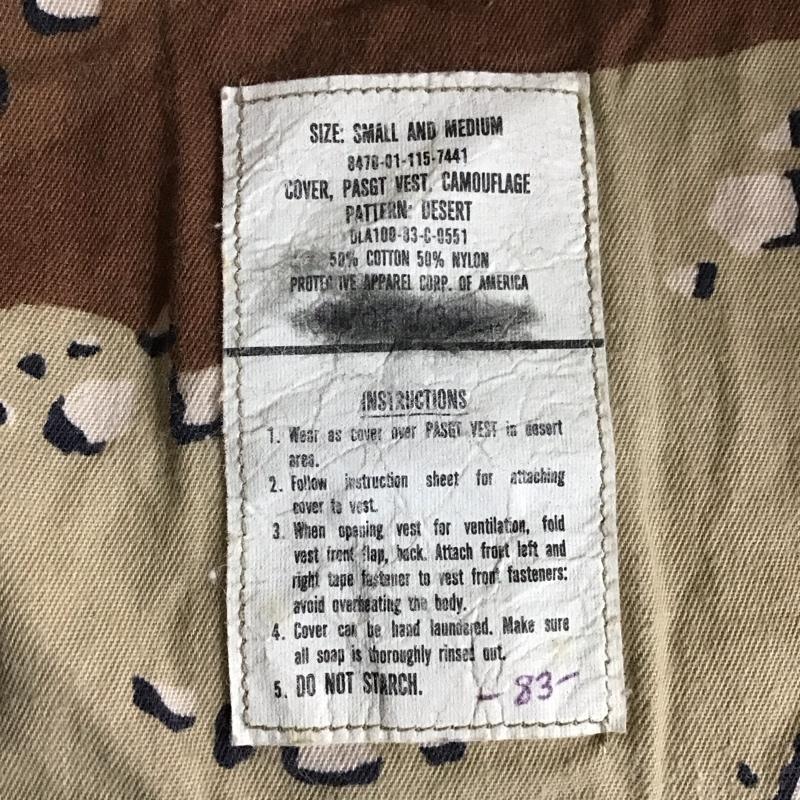 SIZE: SMALL AND MEDIUM
8470-01-115-7441
COVER, PASGT VEST, CAMOUFLAGE
PATTERN: DESERT
DLA100-83-C-0551
50% COTTON 50% NYLON
PROTECTIVE APPAREL CORP. OF AMERICA
INSTRUCTIONS
1. Wear as cover over PASGT VEST in desert
area.
2. Follow instruction sheet for attaching
cover to vest.
3. When opening vest for ventilation, fold
vest front flap, back. Attach front left and
right tape fastener to vest front fasteners:
avoid overheating the body.
4. Cover can be hand laundered. Make sure
all soap is thoroughly rinsed out.
5. DO NOT STARCH.
-83-